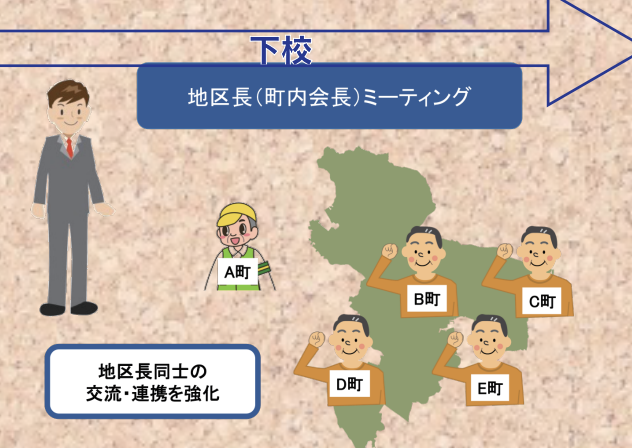 下校
地区長（町内会長）ミーティング
A町
B町
C町
D町
E町
地区長同士の
交流・連携を強化